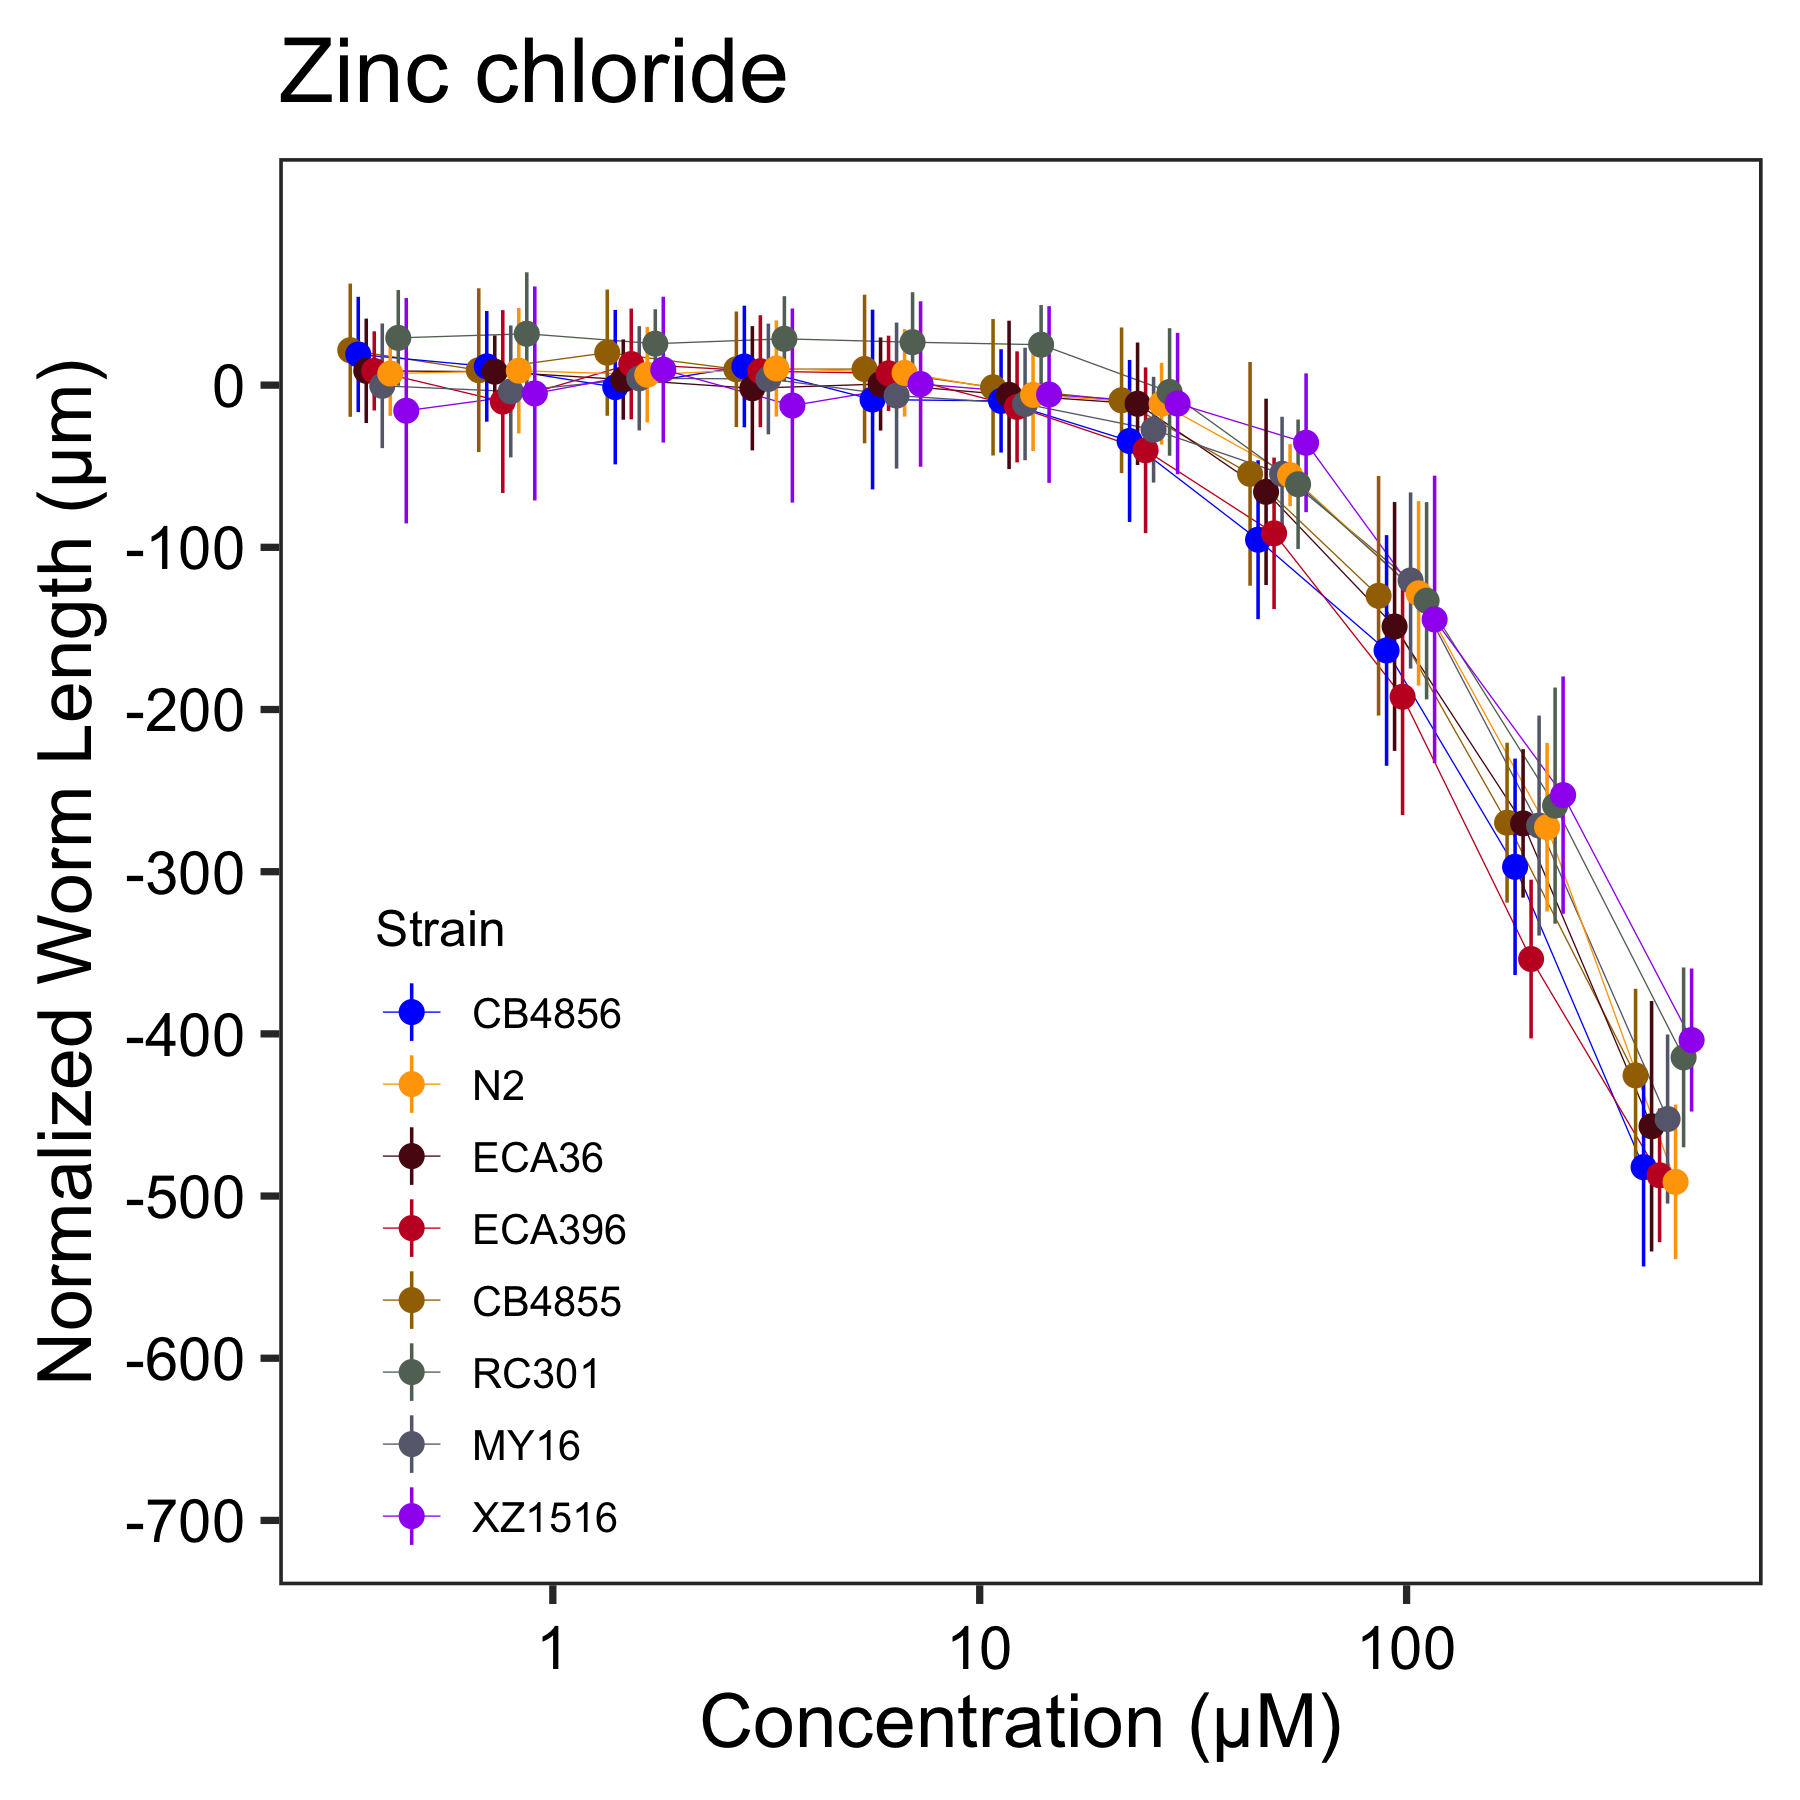 Zinc chloride
Normalized Worm Length (µm)
0
-100
-200
-300
-400
-500
-600
-700
Strain
CB4856
N2
ECA36
ECA396
CB4855
RC301
MY16
XZ1516
1
10
100
Concentration (µM)